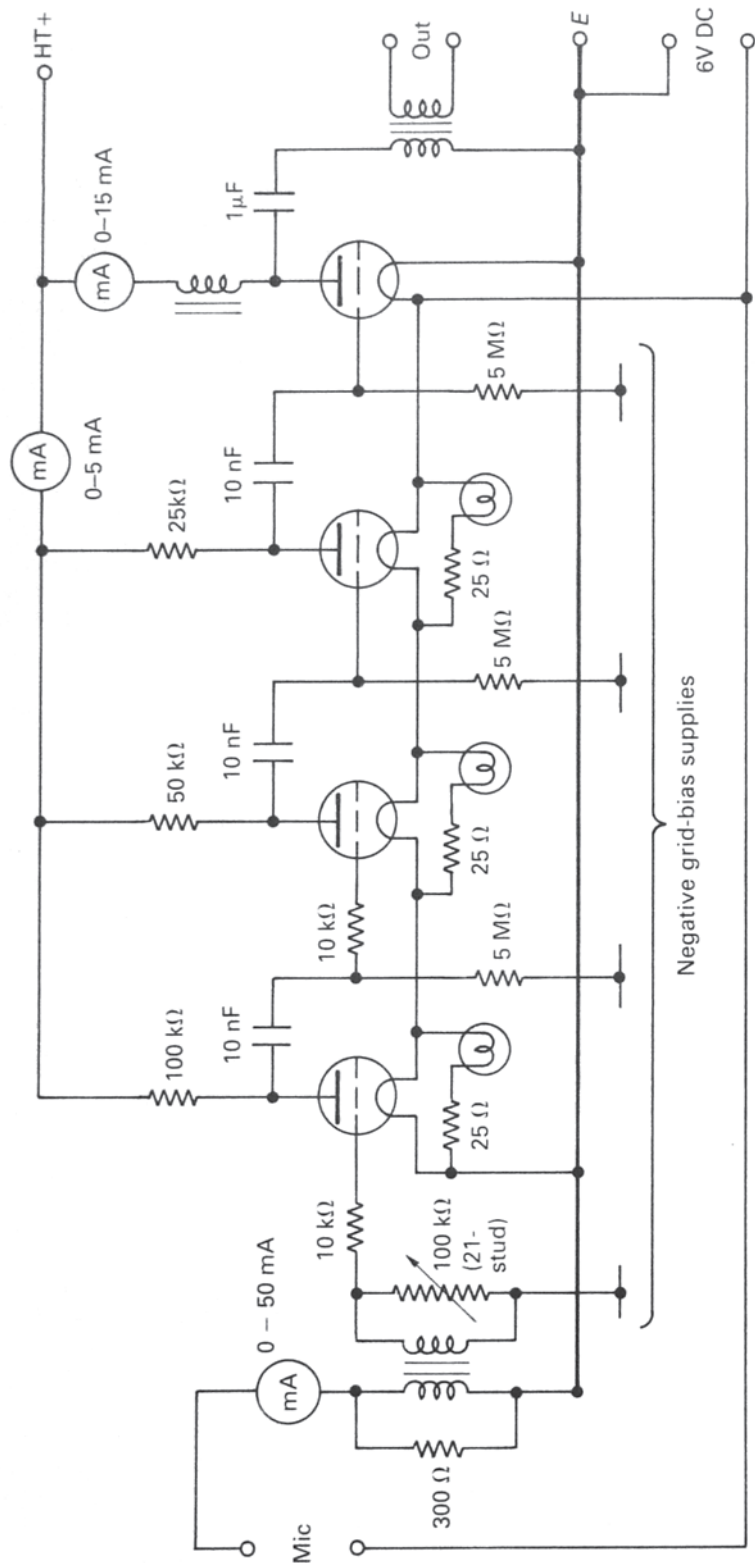 HT+
0–15 mA
mA
mA
0–5 mA
1μF
Out
E
6V DC
100 kΩ
50 kΩ
25kΩ
10 nF
10 nF
10 nF
0 – 50 mA
mA
10 kΩ
10 kΩ
100 kΩ
(21-
stud)
25 Ω
25 Ω
25 Ω
5 MΩ
5 MΩ
5 MΩ
300 Ω
Mic
Negative grid-bias supplies